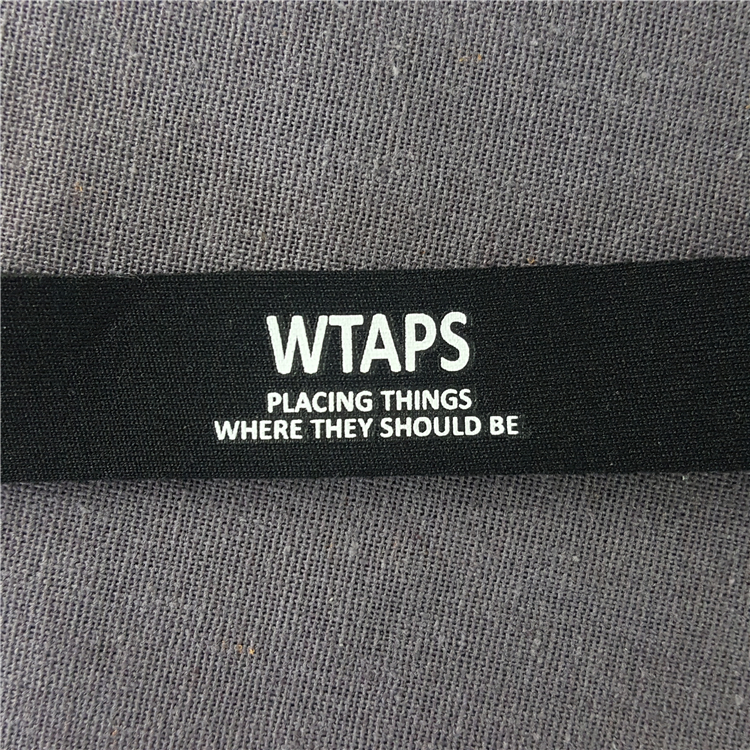 WTAPS
PLACING THINGS
WHERE THEY SHOULD BE